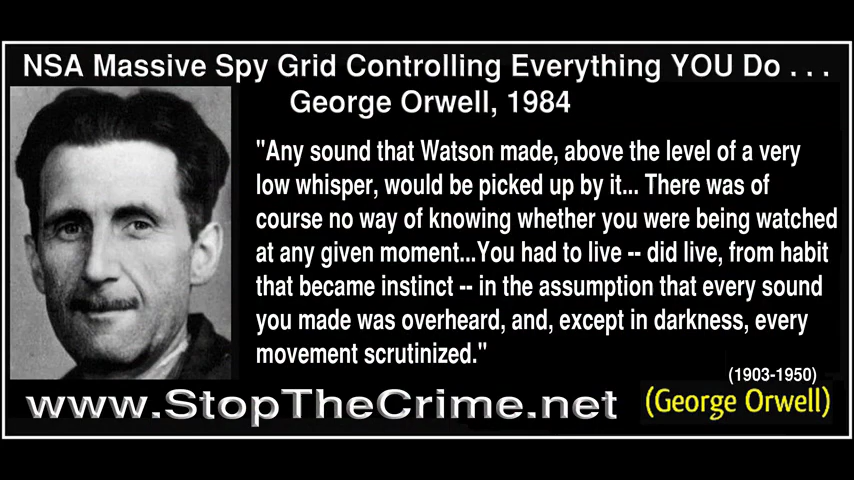 NSA Massive Spy Grid Controlling Everything YOU Do . . .
George Orwell, 1984
"Any sound that Watson made, above the level of a very
low whisper, would be picked up by it... There was of
course no way of knowing whether you were being watched
at any given moment...You had to live -- did live, from habit
that became instinct -- in the assumption that every sound
you made was overheard, and, except in darkness, every
movement scrutinized."
(1903-1950)
www.StopTheCrime.net
(George Orwell)